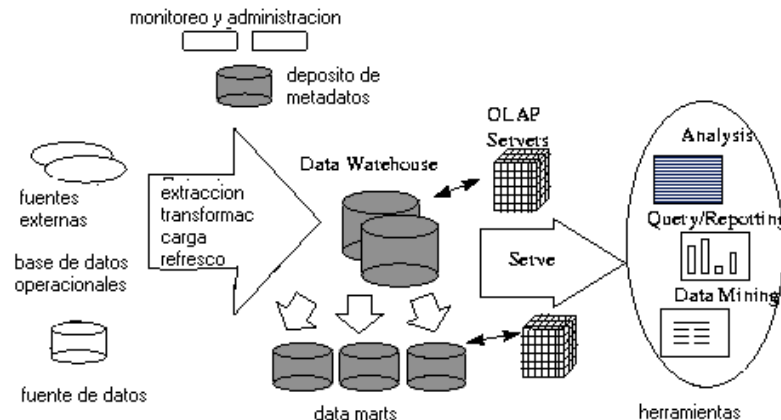 monitoreo y administracion
deposito de
metadatos
OLAP
Servets
Analysis
Data Watehouse
fuentes
externas
extraccion
transformac
carga
refresco
Query/Repotting
base de datos
operacionales
Setve
Data Mining
fuente de datos
data marts
herramientas